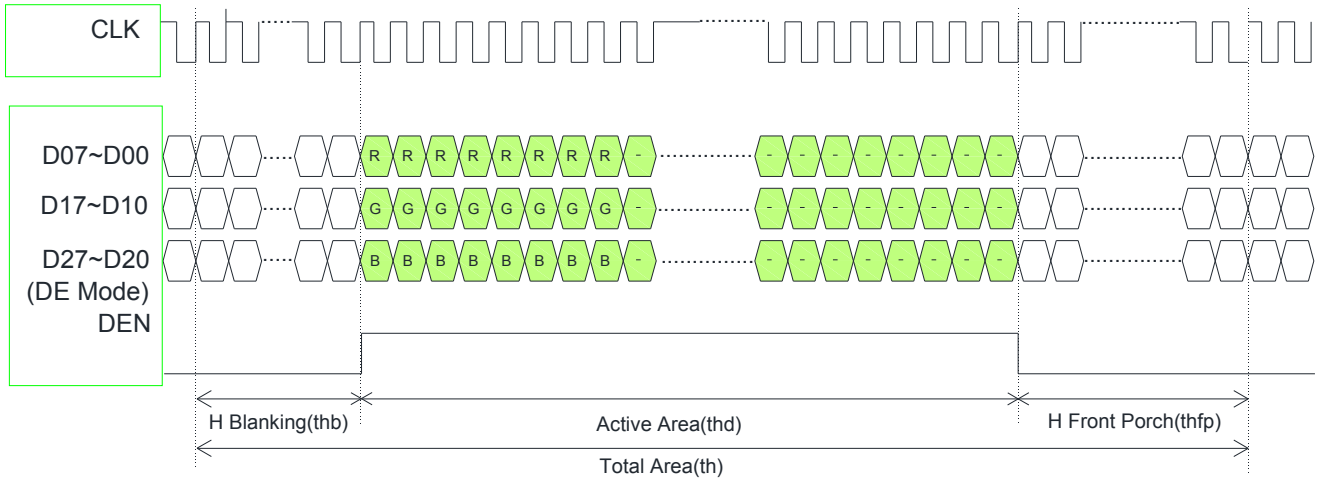 CLK
D07~D00
R R R R R R R R - - - - - - - - -
D17~D10
G G G G G G G G - - - - - - - - -
D27~D20
B B B B B B B B - - - - - - - - -
(DE Mode)
DEN
H Blanking(thb)
Active Area(thd)
H Front Porch(thfp)
Total Area(th)